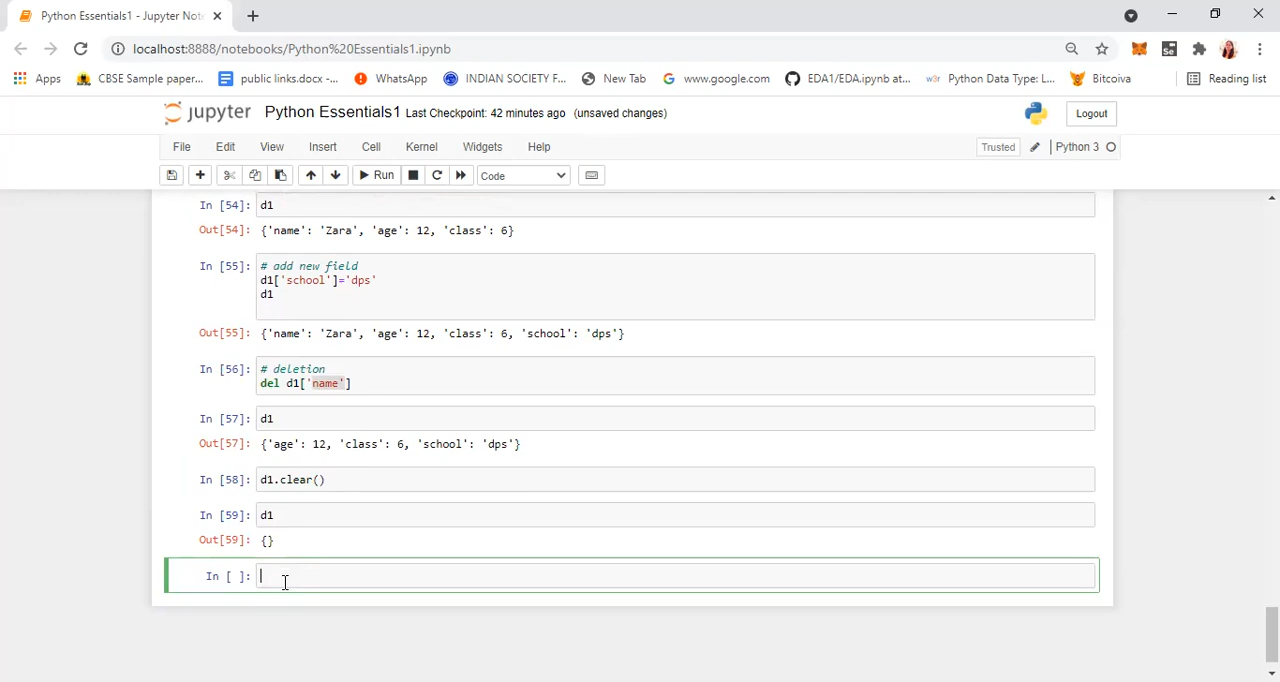 Python Essentials1 - Jupyter Not
localhost:8888/notebooks/Python%20Essentials1.ipynb
Apps
CBSE Sample paper...
public links.docx -...
WhatsApp
INDIAN SOCIETY F...
New Tab
www.google.com
EDA1/EDA.ipynb at...
Python Data Type: L...
Bitcoiva
Reading list
jupyter
Python Essentials1 Last Checkpoint: 42 minutes ago (unsaved changes)
Logout
File Edit View Insert Cell Kernel Widgets Help
Trusted
Python 3
Run
Code
In [54]: d1
Out[54]: {'name': 'Zara', 'age': 12, 'class': 6}
In [55]: # add new field
d1['school']='dps'
d1
Out[55]: {'name': 'Zara', 'age': 12, 'class': 6, 'school': 'dps'}
In [56]: # deletion
del d1['name']
In [57]: d1
Out[57]: {'age': 12, 'class': 6, 'school': 'dps'}
In [58]: d1.clear()
In [59]: d1
Out[59]: {}
In [ ]: